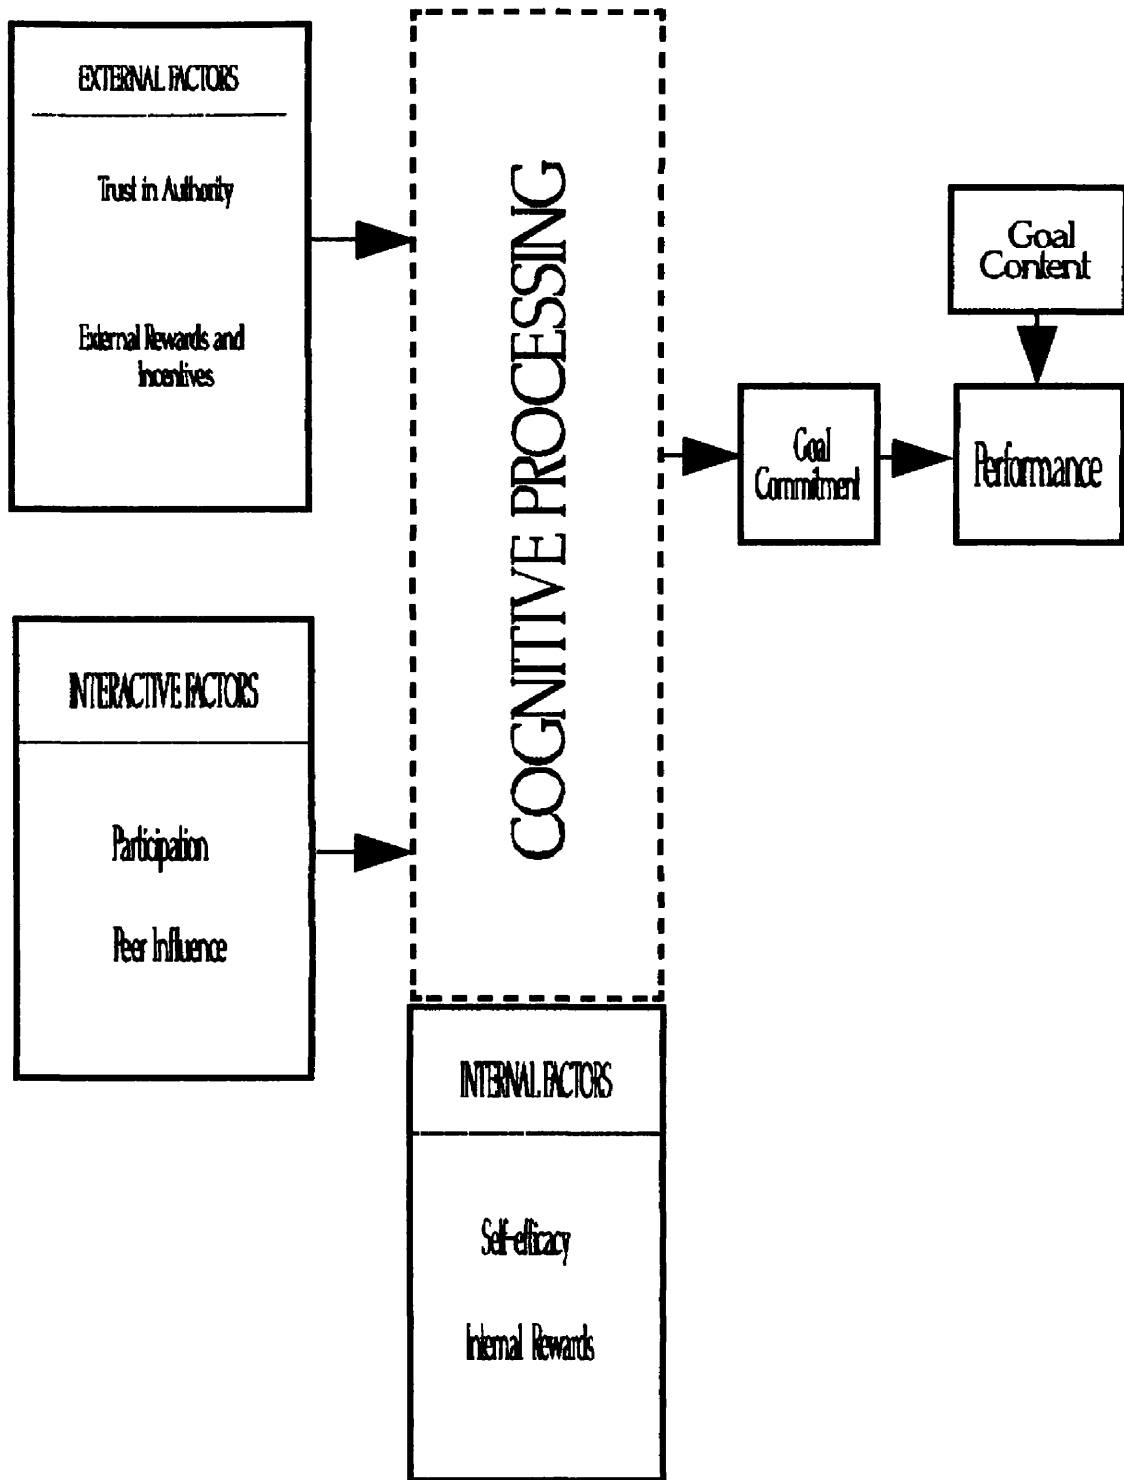 EXTERNAL FACTORS
Trust in Authority
External Rewards and
Incentives
INTERACTIVE FACTORS
Participation
Peer Influence
COGNITIVE PROCESSING
INTERNAL FACTORS
Self-efficacy
Internal Rewards
Goal
Commitment
Goal
Content
Performance